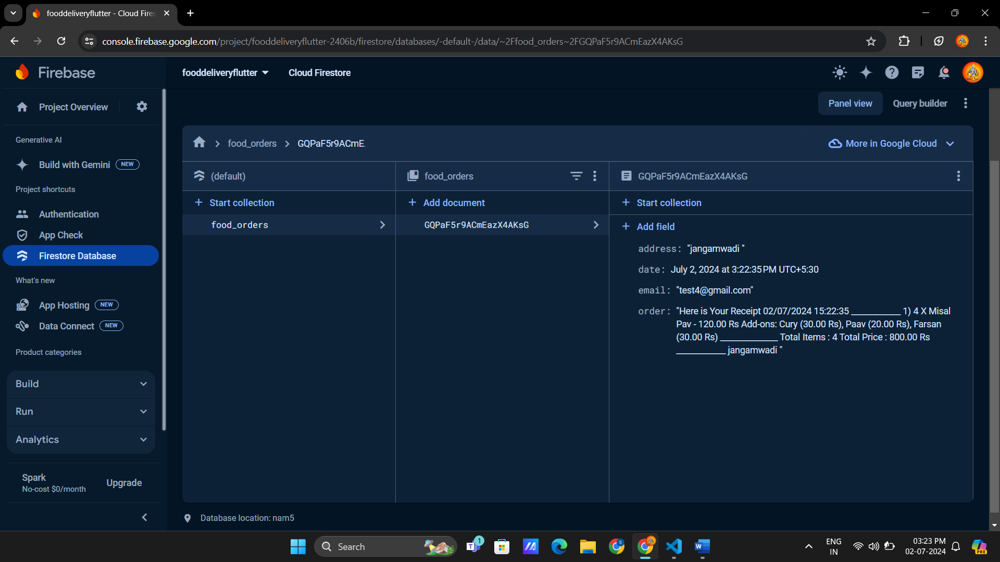 fooddeliveryflutter - Cloud Fires
console.firebase.google.com/project/fooddeliveryflutter-2406b/firestore/databases/-default-/data/~2Ffood_orders~2FGQPaF5r9ACmEazX4AKsG
Firebase
fooddeliveryflutter
Cloud Firestore
Project Overview
Generative AI
Build with Gemini NEW
Project shortcuts
Authentication
App Check
Firestore Database
What's new
App Hosting NEW
Data Connect NEW
Product categories
Build
Run
Analytics
Spark
No-cost $0/month
Upgrade
Panel view
Query builder
food_orders
GQPaF5r9ACmE.
More in Google Cloud
(default)
+ Start collection
food_orders
food_orders
+ Add document
GQPaF5r9ACmEazX4AKsG
GQPaF5r9ACmEazX4AKsG
+ Start collection
+ Add field
address: "jangamwadi "
date: July 2, 2024 at 3:22:35 PM UTC+5:30
email: "test4@gmail.com"
order: "Here is Your Receipt 02/07/2024 15:22:35 ____________ 1) 4 X Misal
Pav - 120.00 Rs Add-ons: Cury (30.00 Rs), Paav (20.00 Rs), Farsan
(30.00 Rs) ______________ Total Items : 4 Total Price : 800.00 Rs
____________ jangamwadi "
Database location: nam5
Search
T
1
S
W
ENG
IN
03:23 PM
02-07-2024
PRE